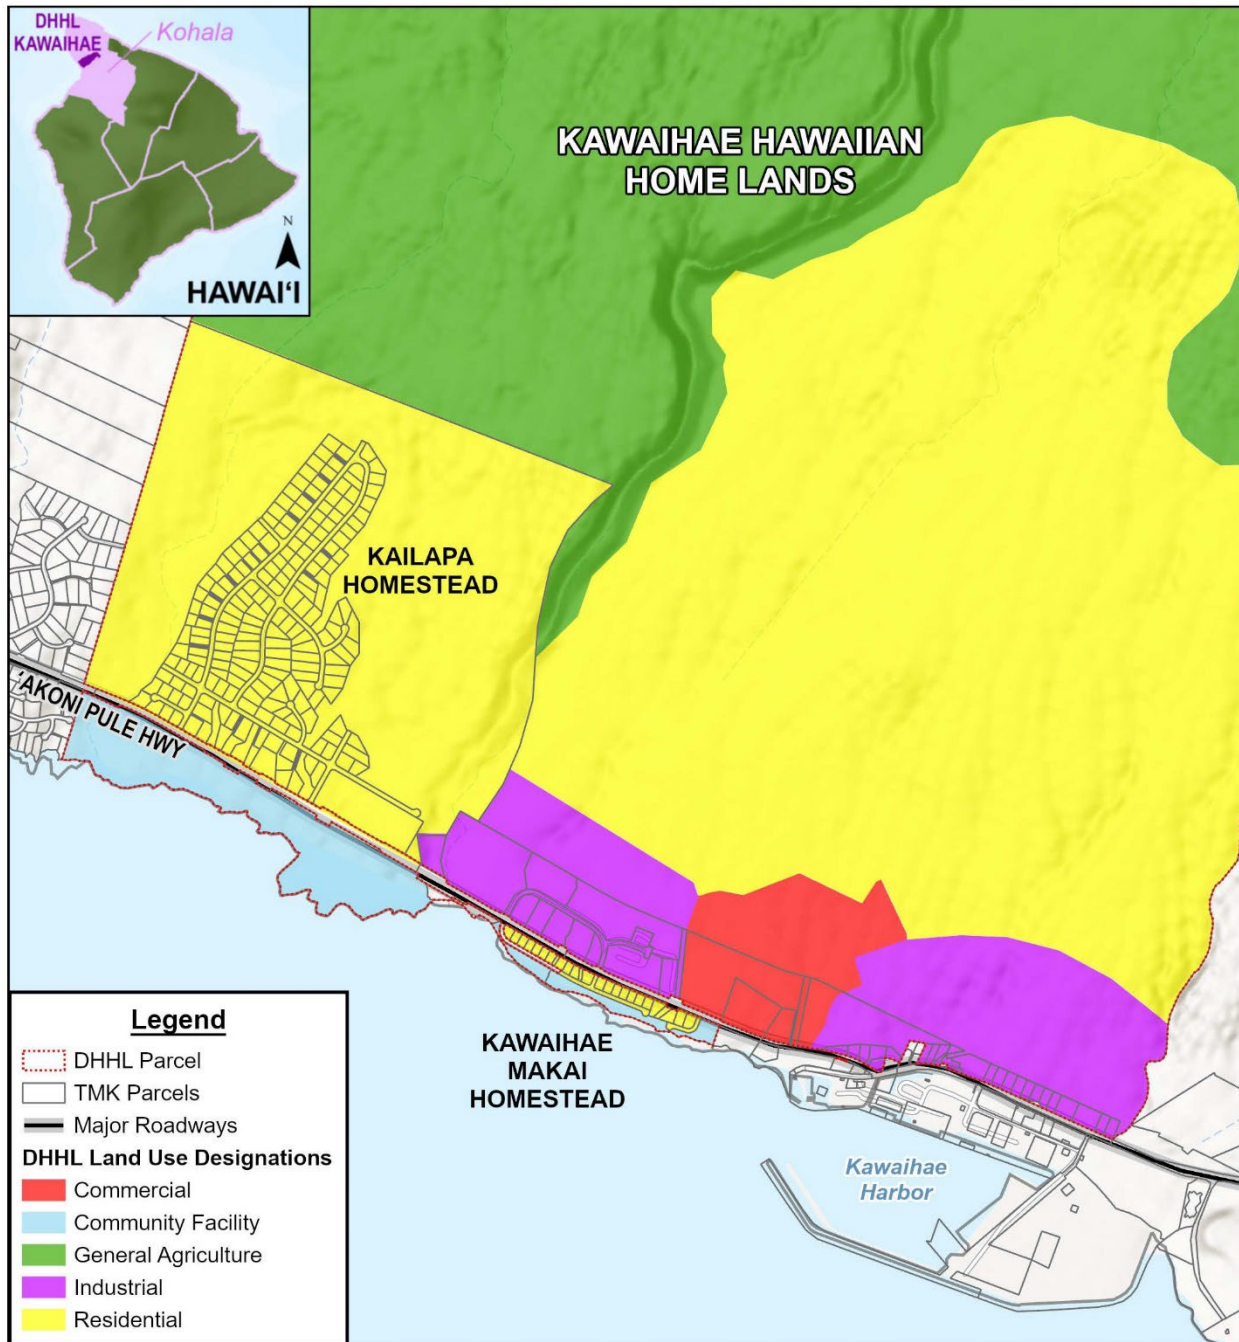 DHHL
KAWAIHAE
Kohala
N
HAWAIʻI
KAWAIHAE HAWAIIAN
HOME LANDS
KAILAPA
HOMESTEAD
ʻAKONI PULE HWY
KAWAIHAE
MAKAI
HOMESTEAD
Kawaihae
Harbor
Legend
DHHL Parcel
TMK Parcels
Major Roadways
DHHL Land Use Designations
Commercial
Community Facility
General Agriculture
Industrial
Residential